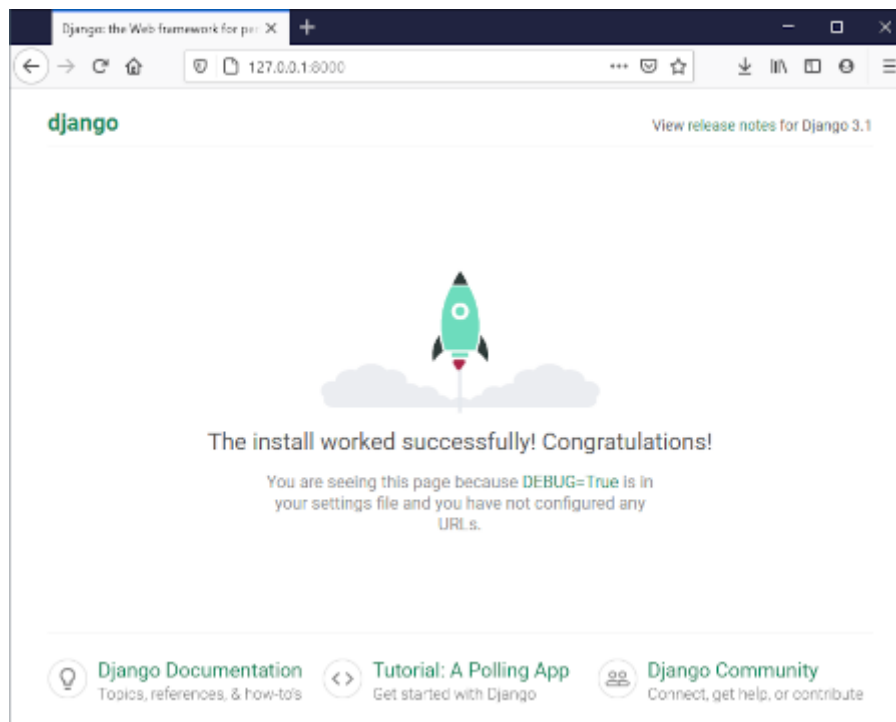 Django: the Web framework for per
127.0.0.1:8000
django
View release notes for Django 3.1
The install worked successfully! Congratulations!
You are seeing this page because DEBUG=True is in
your settings file and you have not configured any
URLs.
Django Documentation
Topics, references, & how-to's
Tutorial: A Polling App
Get started with Django
Django Community
Connect, get help, or contribute